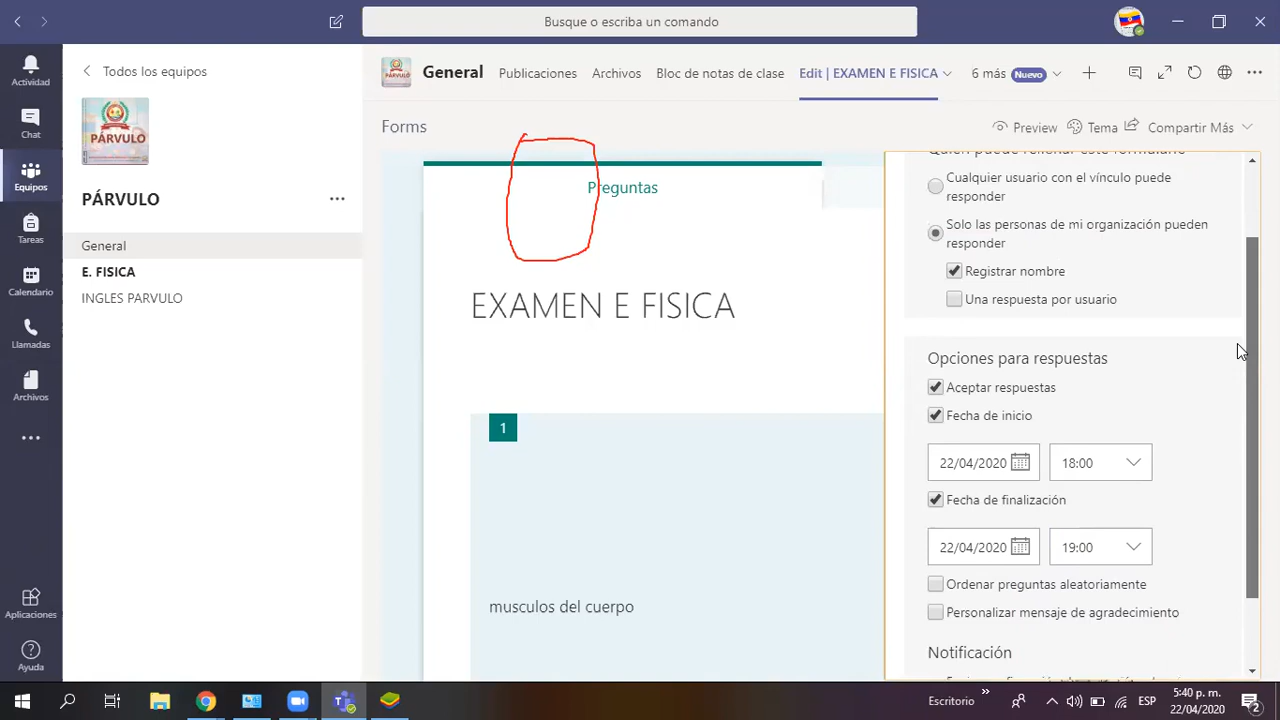 Busque o escriba un comando
Actividad
Chat
Equipos
Tareas
Calendario
Llamadas
Archivos
Aplicaciones
Ayuda
Todos los equipos
PÁRVULO
PÁRVULO
General
E. FISICA
INGLES PARVULO
General
Publicaciones
Archivos
Bloc de notas de clase
Edit | EXAMEN E FISICA
6 más
Nuevo
Forms
Preview
Tema
Compartir
Más
Preguntas
EXAMEN E FISICA
1
musculos del cuerpo
Quién puede rellenar este formulario
Cualquier usuario con el vínculo puede
responder
Solo las personas de mi organización pueden
responder
Registrar nombre
Una respuesta por usuario
Opciones para respuestas
Aceptar respuestas
Fecha de inicio
22/04/2020
18:00
Fecha de finalización
22/04/2020
19:00
Ordenar preguntas aleatoriamente
Personalizar mensaje de agradecimiento
Notificación
Escritorio
»
ESP
5:40 p. m.
22/04/2020
2